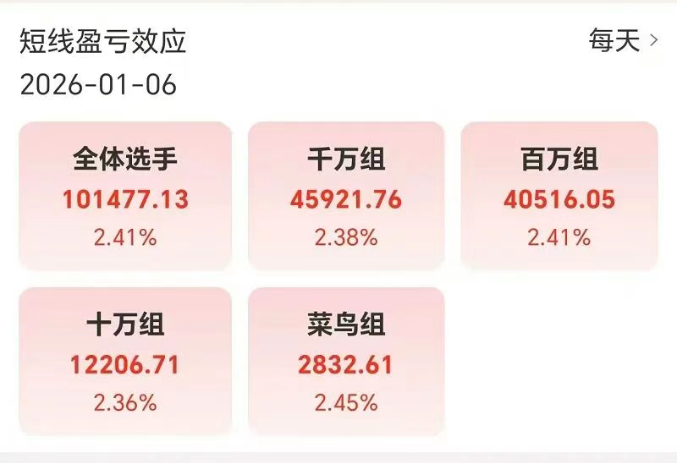 短线盈亏效应
每天 >
2026-01-06
全体选手
101477.13
2.41%
千万组
45921.76
2.38%
百万组
40516.05
2.41%
十万组
12206.71
2.36%
菜鸟组
2832.61
2.45%